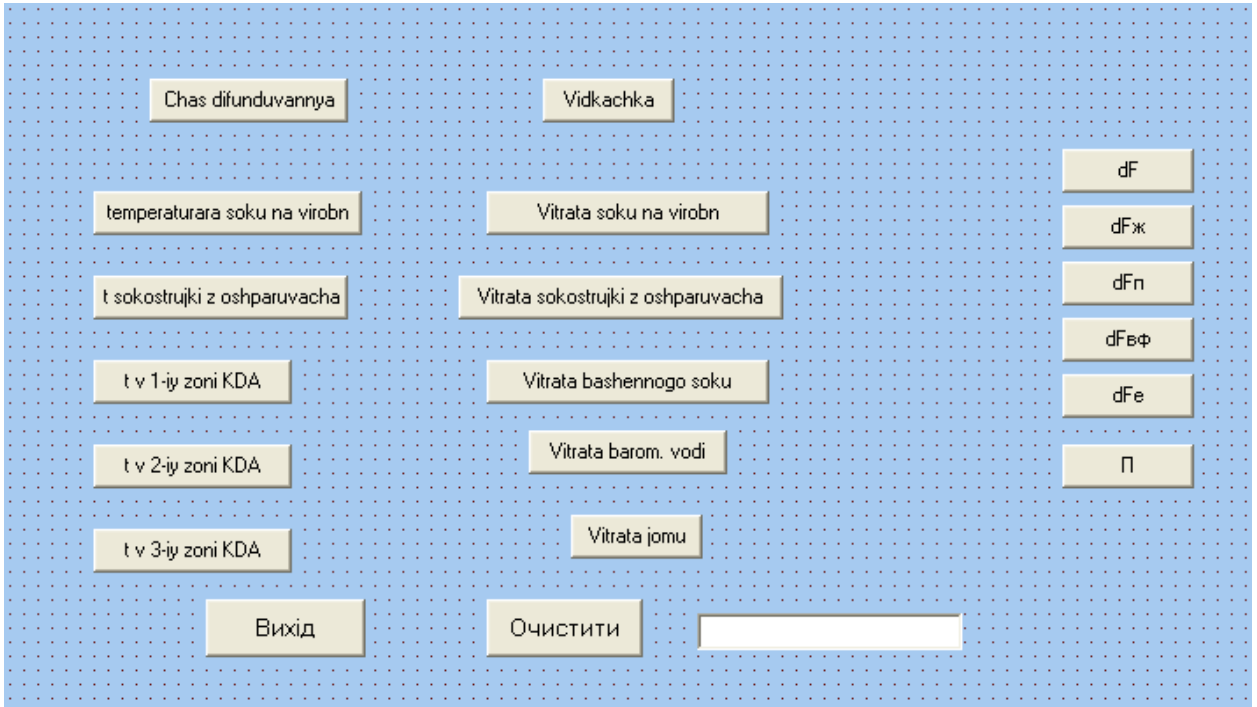 Chas difunduvannya
Vidkachka
dF
temperaturara soku na virobn
Vitrata soku na virobn
dFж
t sokostrujki z oshparuvacha
Vitrata sokostrujki z oshparuvacha
dFп
dFвф
t v 1-iy zoni KDA
Vitrata bashennogo soku
dFe
t v 2-iy zoni KDA
Vitrata barom. vodi
П
t v 3-iy zoni KDA
Vitrata jomu
Вихід
Очистити